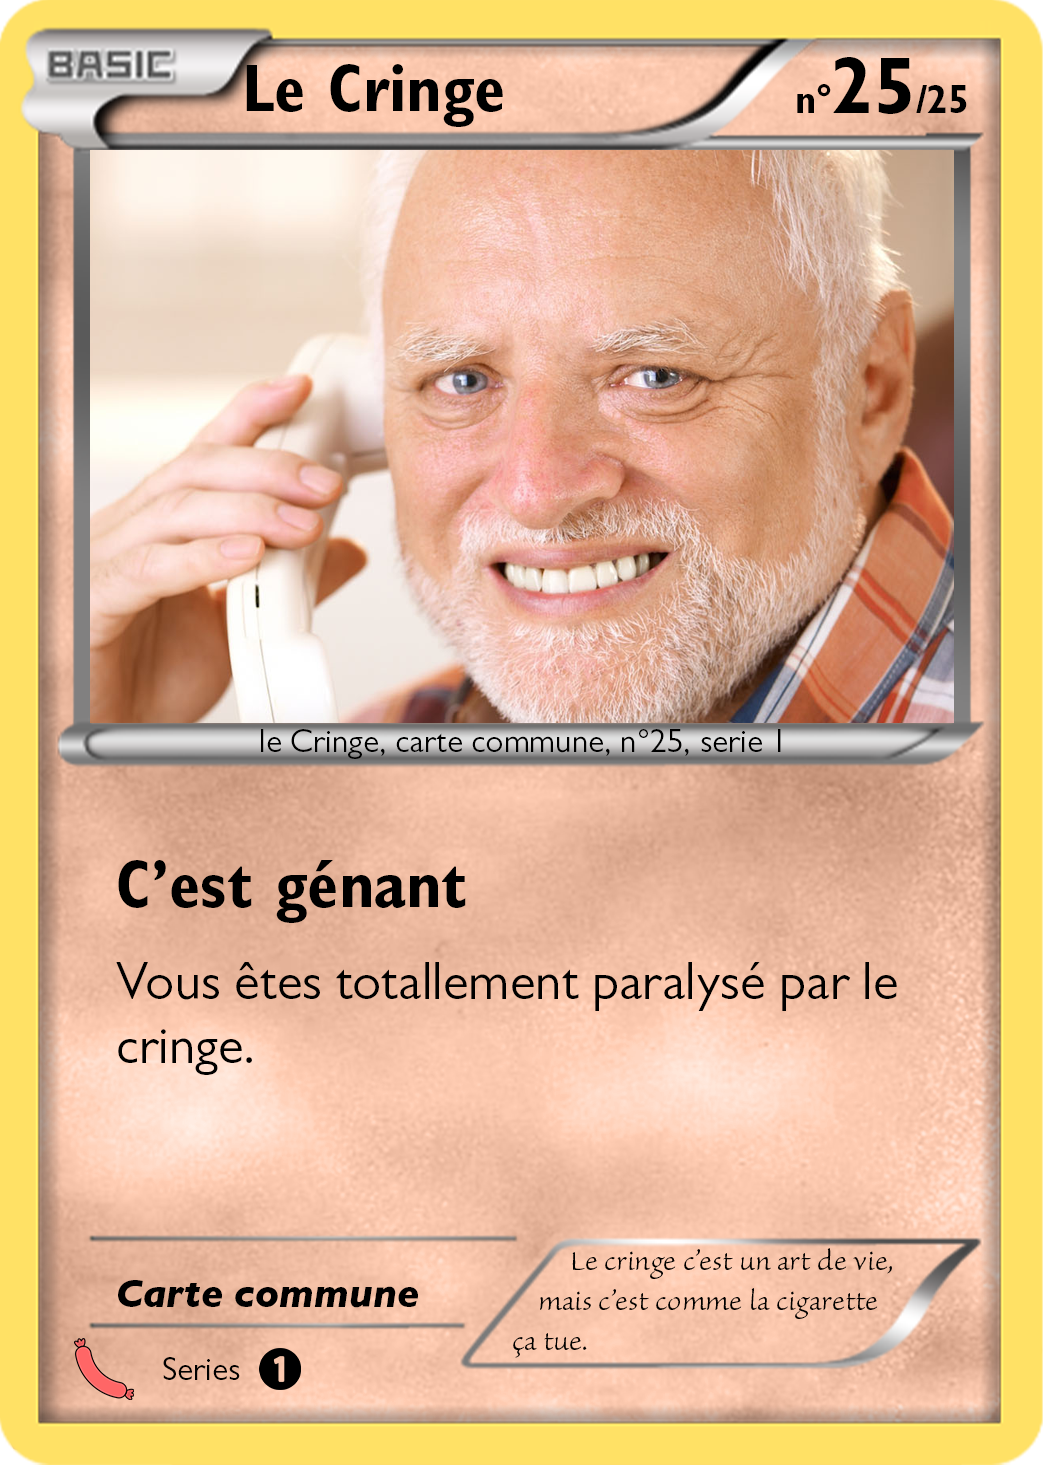 BASIC
Le Cringe
n°25/25
le Cringe, carte commune, n°25, serie 1
C'est génant
Vous êtes totallement paralysé par le
cringe.
Carte commune
Le cringe c'est un art de vie,
mais c'est comme la cigarette
ça tue.
Series 1